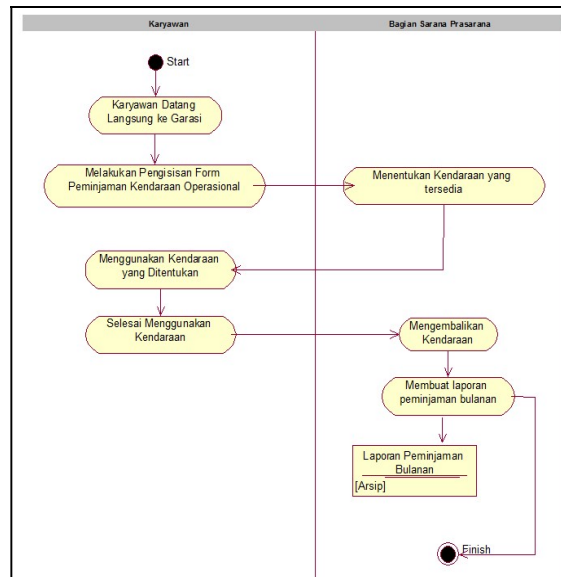 Karyawan
Bagian Sarana Prasarana
Start
Karyawan Datang
Langsung ke Garasi
Melakukan Pengisisan Form
Peminjaman Kendaraan Operasional
Menentukan Kendaraan yang
tersedia
Menggunakan Kendaraan
yang Ditentukan
Selesai Menggunakan
Kendaraan
Mengembalikan
Kendaraan
Membuat laporan
peminjaman bulanan
Laporan Peminjaman
Bulanan
[Arsip]
Finish